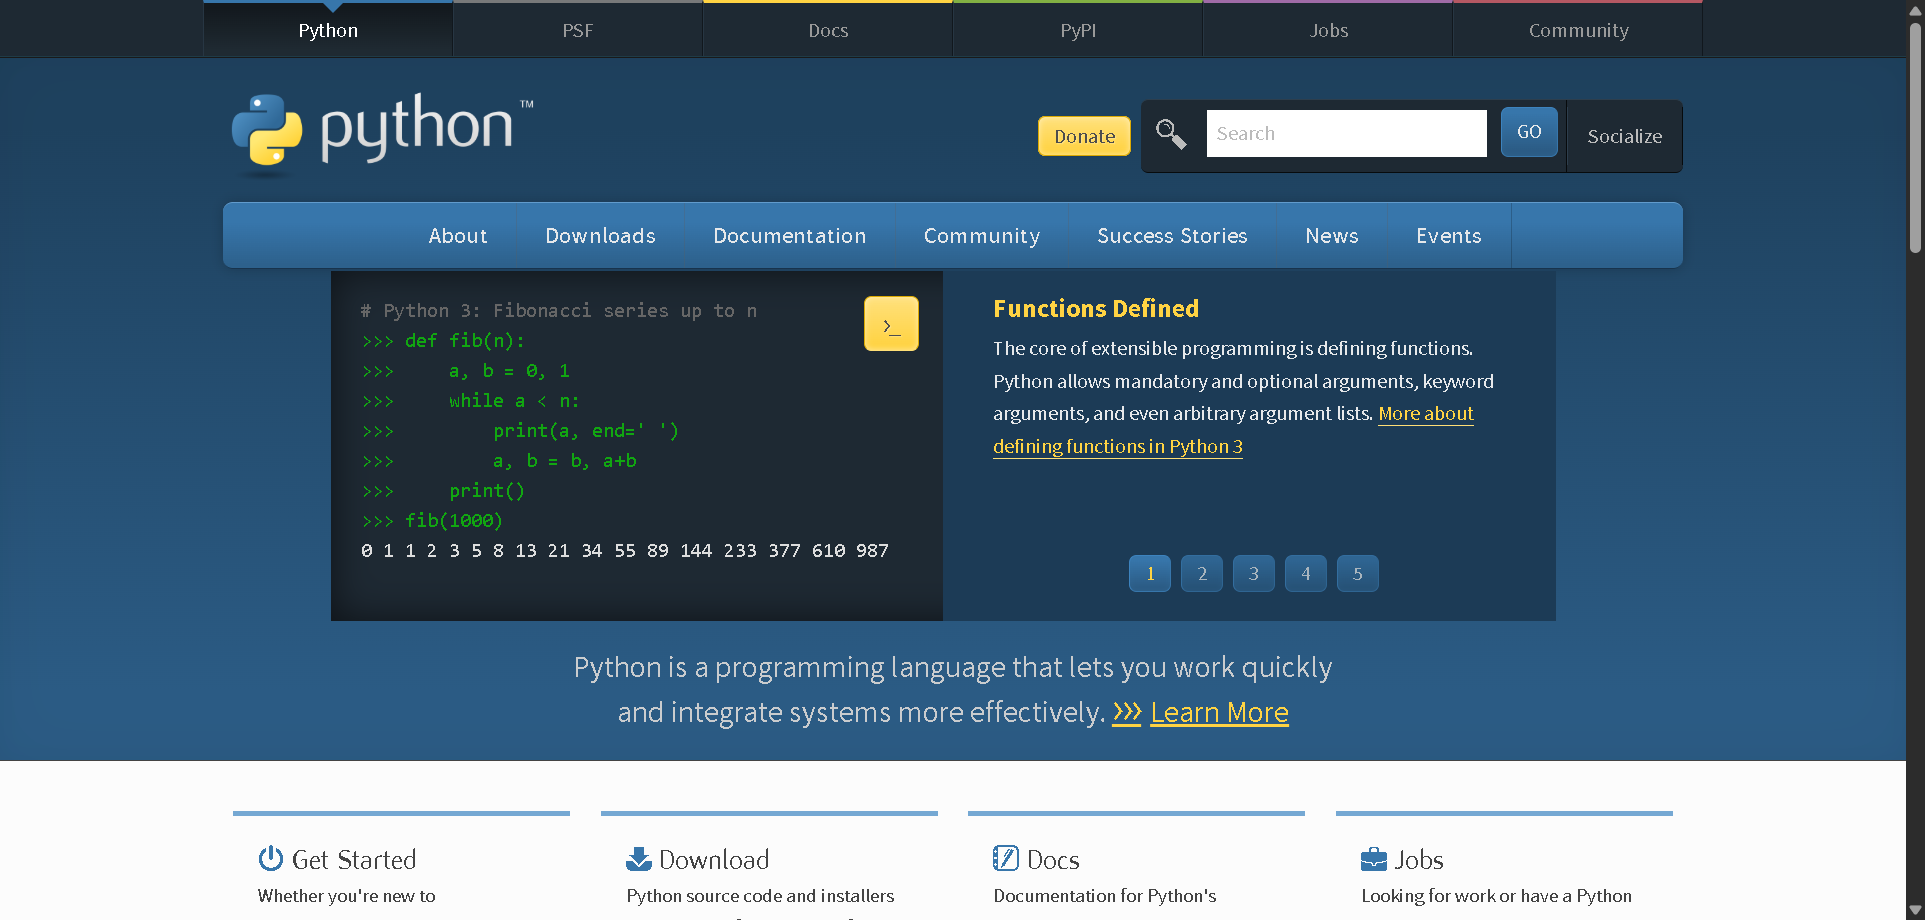 Python
PSF
Docs
PyPI
Jobs
Community
python™
Donate
Search
GO
Socialize
About
Downloads
Documentation
Community
Success Stories
News
Events
# Python 3: Fibonacci series up to n
>>> def fib(n):
>>>     a, b = 0, 1
>>>     while a < n:
>>>         print(a, end=' ')
>>>         a, b = b, a+b
>>>     print()
>>> fib(1000)
0 1 1 2 3 5 8 13 21 34 55 89 144 233 377 610 987
>_
Functions Defined
The core of extensible programming is defining functions.
Python allows mandatory and optional arguments, keyword
arguments, and even arbitrary argument lists. More about
defining functions in Python 3
1 2 3 4 5
Python is a programming language that lets you work quickly
and integrate systems more effectively. >>> Learn More
Get Started
Whether you're new to
Download
Python source code and installers
Docs
Documentation for Python's
Jobs
Looking for work or have a Python